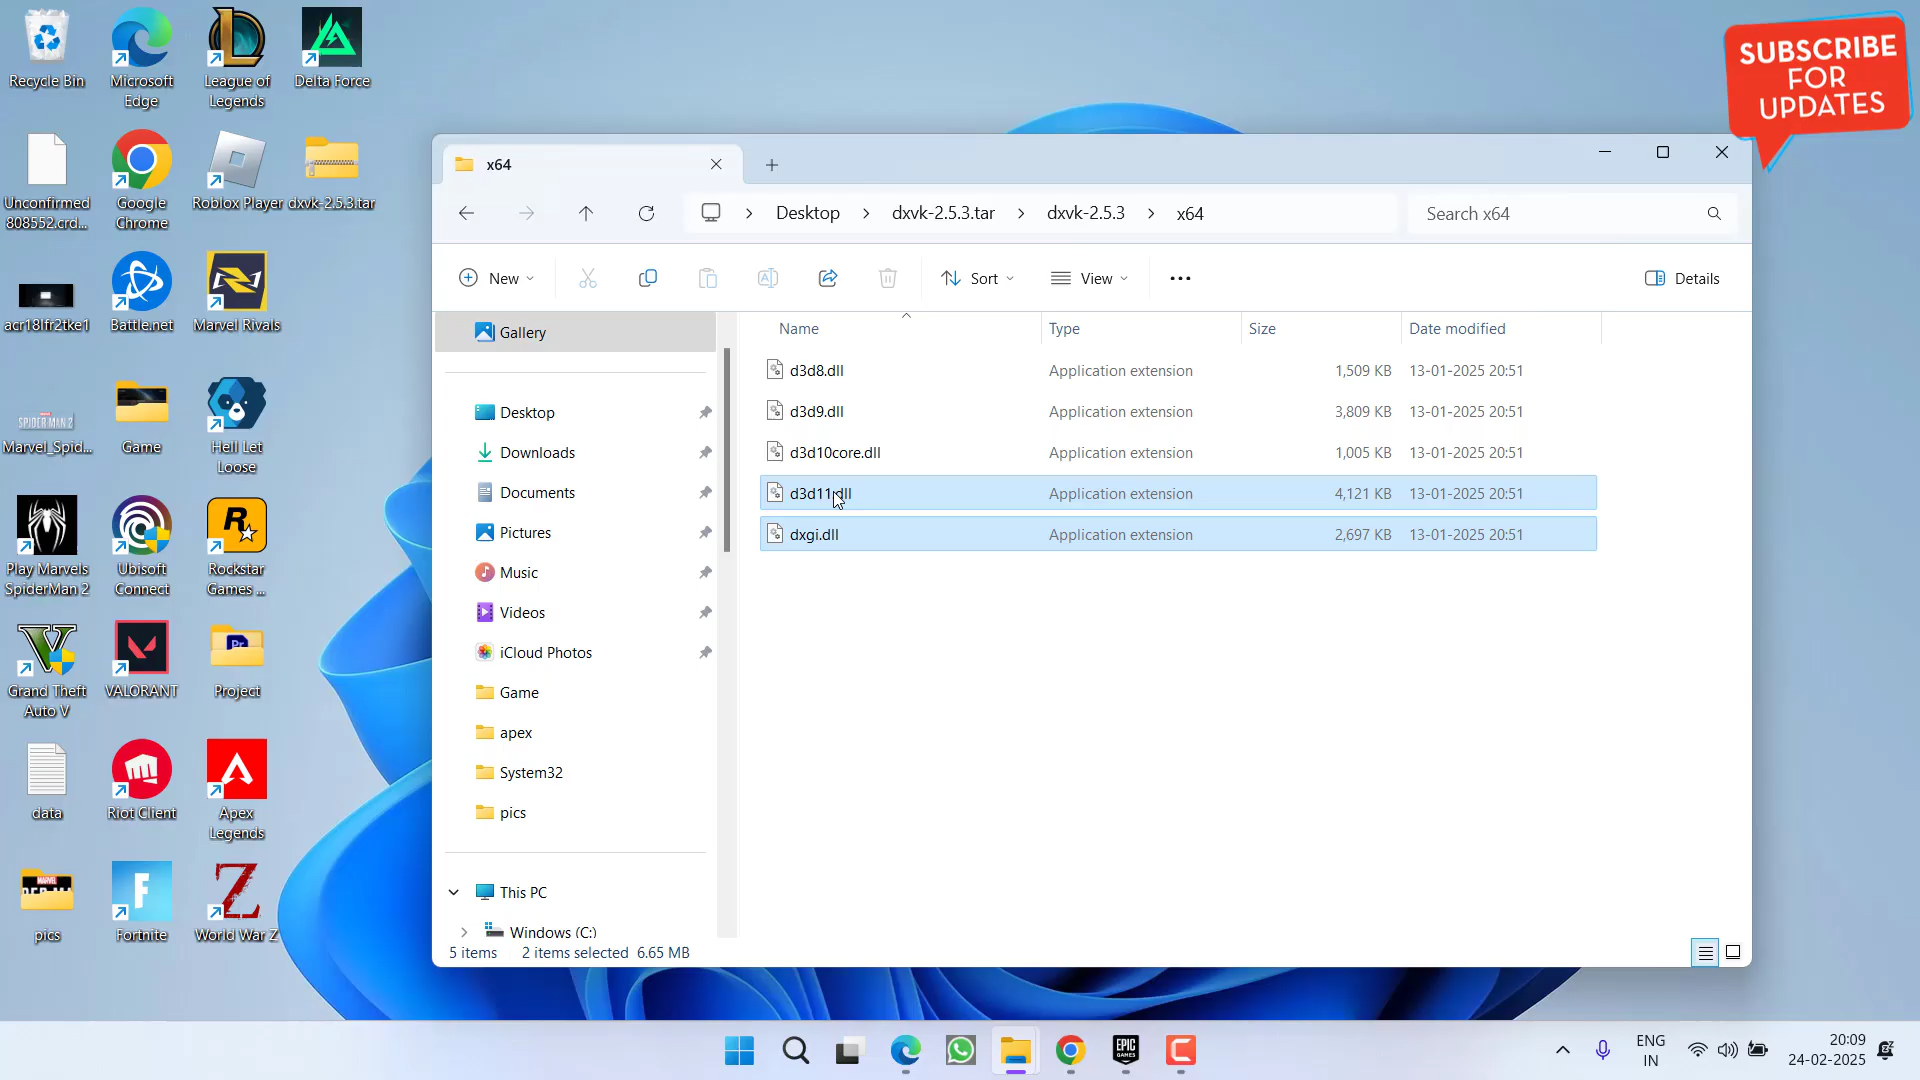 SUBSCRIBE
FOR
UPDATES
Recycle Bin
Microsoft
Edge
League of
Legends
Delta Force
Unconfirmed
808552.crd...
Google
Chrome
Roblox Player
dxvk-2.5.3.tar
acr18lfr2tke1
Battle.net
Marvel Rivals
SPIDER-MAN 2
Marvel_Spid...
Game
Hell Let
Loose
Play Marvels
SpiderMan 2
Ubisoft
Connect
Rockstar
Games ...
Grand Theft
Auto V
VALORANT
Pr
Project
data
Riot Client
Apex
Legends
pics
Fortnite
World War Z
x64
Desktop
dxvk-2.5.3.tar
dxvk-2.5.3
x64
Search x64
New
Sort
View
Details
Gallery
Desktop
Downloads
Documents
Pictures
Music
Videos
iCloud Photos
Game
apex
System32
pics
This PC
Windows (C:)
Name Type Size Date modified
d3d8.dll Application extension 1,509 KB 13-01-2025 20:51
d3d9.dll Application extension 3,809 KB 13-01-2025 20:51
d3d10core.dll Application extension 1,005 KB 13-01-2025 20:51
d3d11.dll Application extension 4,121 KB 13-01-2025 20:51
dxgi.dll Application extension 2,697 KB 13-01-2025 20:51
5 items 2 items selected 6.65 MB
EPIC
GAMES
ENG
IN
20:09
24-02-2025